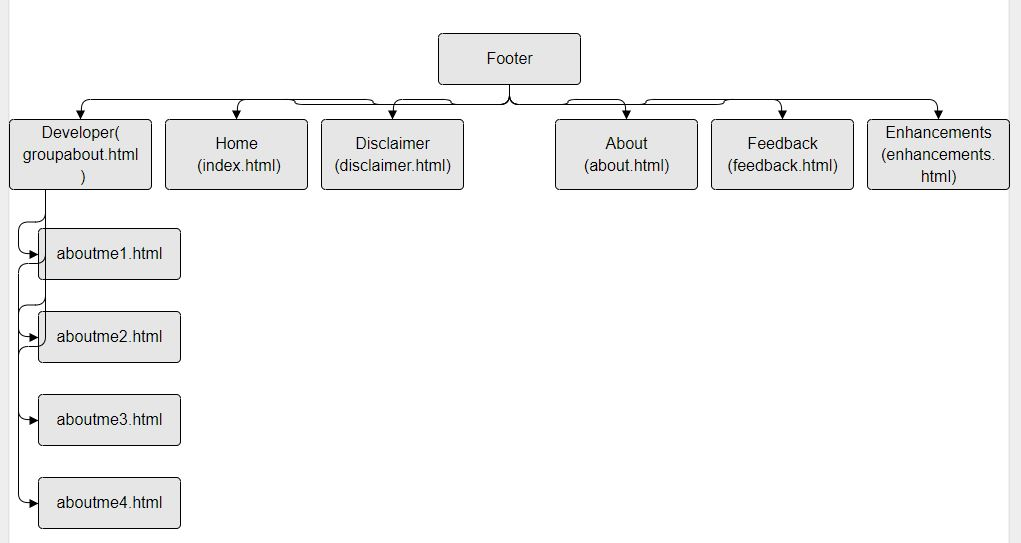 Footer
Developer(
groupabout.html
)
Home
(index.html)
Disclaimer
(disclaimer.html)
About
(about.html)
Feedback
(feedback.html)
Enhancements
(enhancements.
html)
aboutme1.html
aboutme2.html
aboutme3.html
aboutme4.html